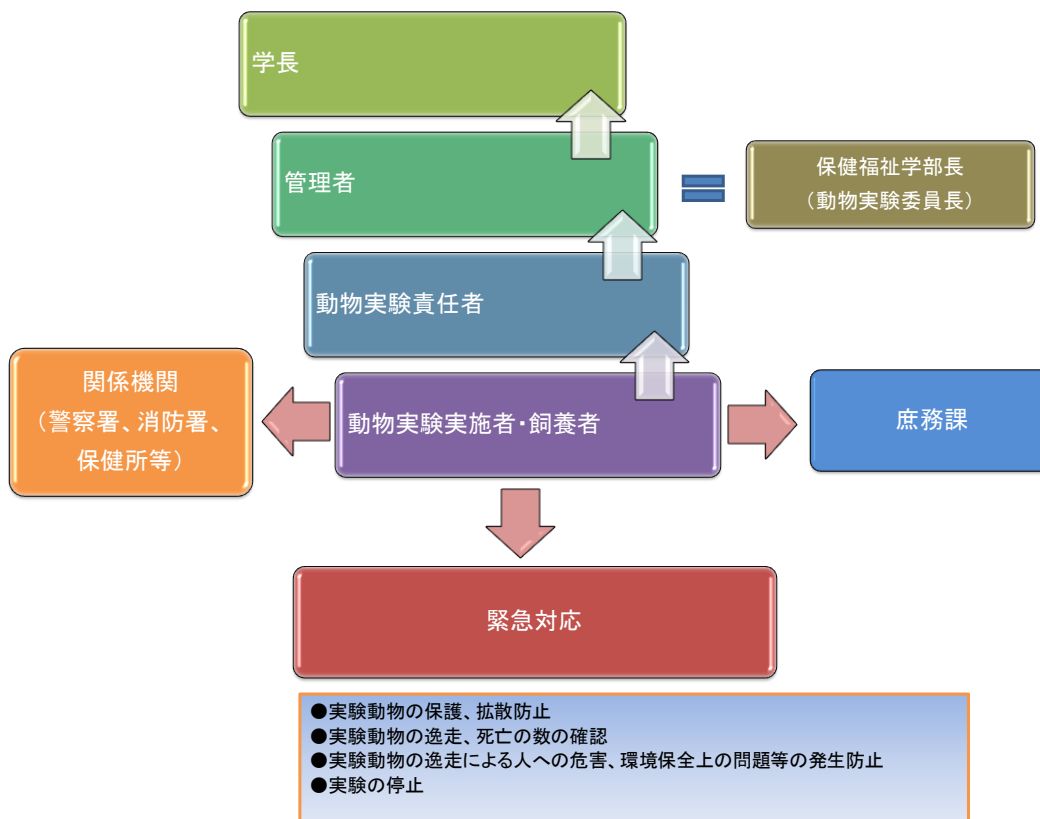 学長
管理者
保健福祉学部長
（動物実験委員長）
動物実験責任者
関係機関
（警察署、消防署、
保健所等）
動物実験実施者・飼養者
庶務課
緊急対応
●実験動物の保護、拡散防止
●実験動物の逸走、死亡の数の確認
●実験動物の逸走による人への危害、環境保全上の問題等の発生防止
●実験の停止